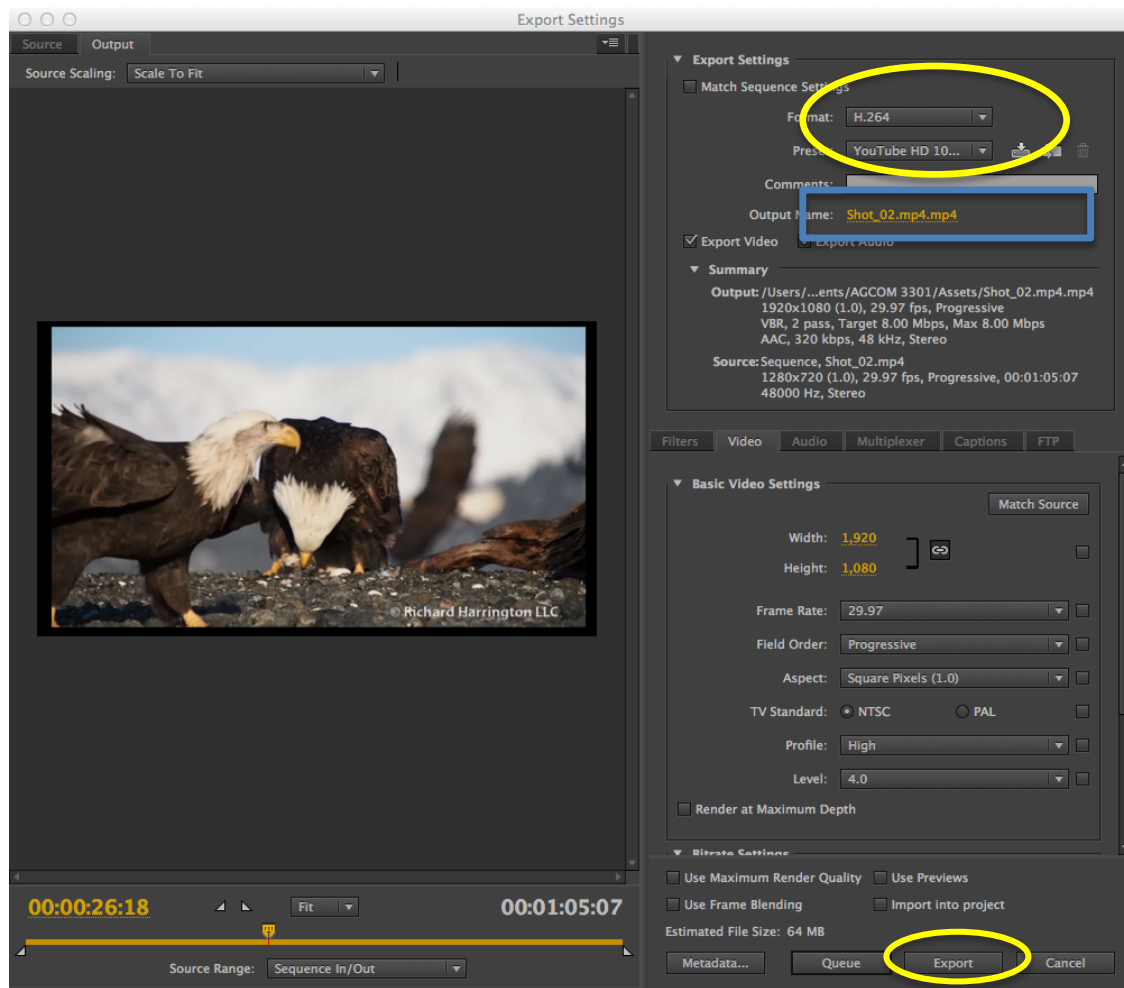 Export Settings
Source Output
Source Scaling: Scale To Fit
© Richard Harrington LLC
00:00:26:18 Fit 00:01:05:07
Source Range: Sequence In/Out
Export Settings
Match Sequence Settings
Format: H.264
Preset: YouTube HD 10...
Comments:
Output Name: Shot_02.mp4.mp4
Export Video Export Audio
Summary
Output: /Users/...ents/AGCOM 3301/Assets/Shot_02.mp4.mp4
1920x1080 (1.0), 29.97 fps, Progressive
VBR, 2 pass, Target 8.00 Mbps, Max 8.00 Mbps
AAC, 320 kbps, 48 kHz, Stereo
Source: Sequence, Shot_02.mp4
1280x720 (1.0), 29.97 fps, Progressive, 00:01:05:07
48000 Hz, Stereo
Filters Video Audio Multiplexer Captions FTP
Basic Video Settings
Match Source
Width: 1,920
Height: 1,080
Frame Rate: 29.97
Field Order: Progressive
Aspect: Square Pixels (1.0)
TV Standard: NTSC PAL
Profile: High
Level: 4.0
Render at Maximum Depth
Bitrate Settings
Use Maximum Render Quality Use Previews
Use Frame Blending Import into project
Estimated File Size: 64 MB
Metadata... Queue Export Cancel